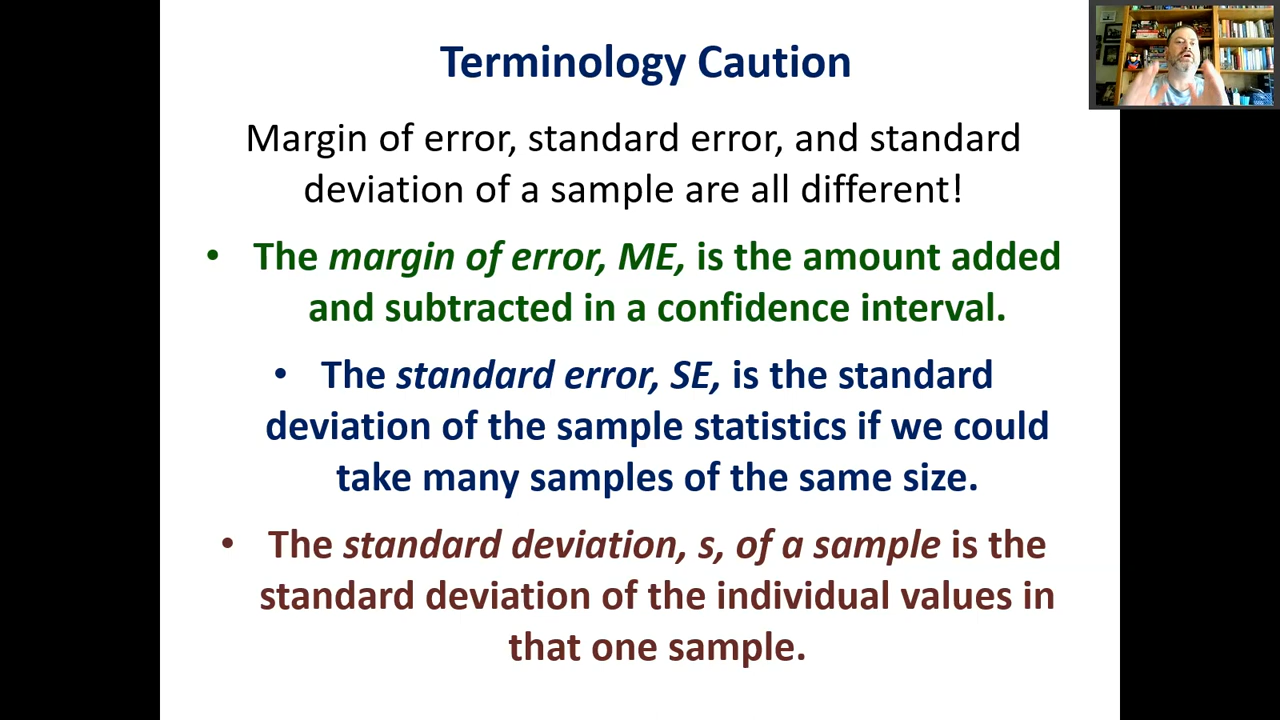 Terminology Caution
Margin of error, standard error, and standard
deviation of a sample are all different!
• The margin of error, ME, is the amount added
and subtracted in a confidence interval.
• The standard error, SE, is the standard
deviation of the sample statistics if we could
take many samples of the same size.
• The standard deviation, s, of a sample is the
standard deviation of the individual values in
that one sample.